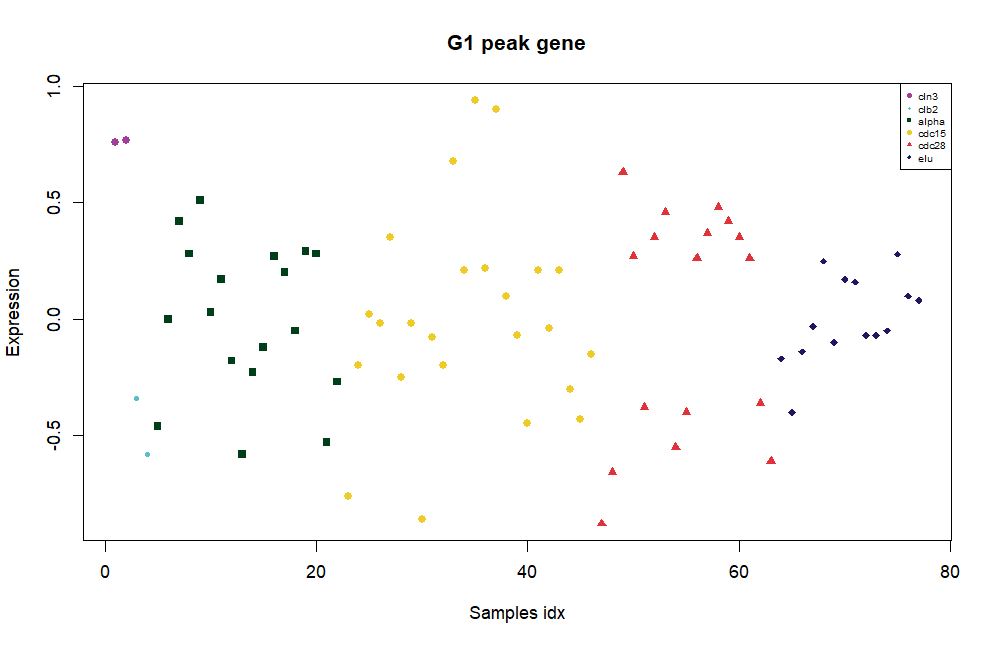 G1 peak gene
1.0
0.5
0.0
-0.5
Expression
cln3
clb2
alpha
cdc15
cdc28
elu
0 20 40 60 80
Samples idx